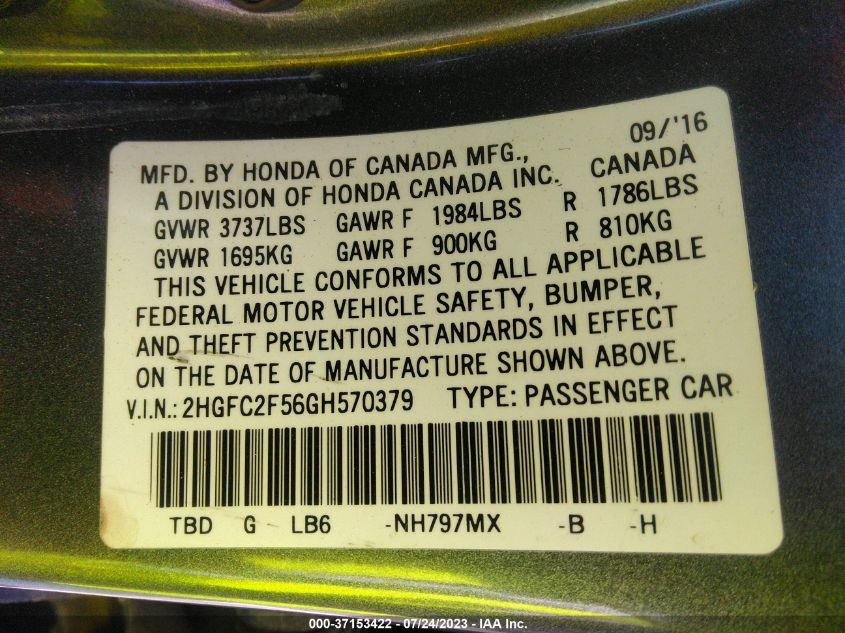 09/'16
MFD. BY HONDA OF CANADA MFG.,
A DIVISION OF HONDA CANADA INC. CANADA
GVWR 3737LBS GAWR F 1984LBS R 1786LBS
GVWR 1695KG GAWR F 900KG R 810KG
THIS VEHICLE CONFORMS TO ALL APPLICABLE
FEDERAL MOTOR VEHICLE SAFETY, BUMPER,
AND THEFT PREVENTION STANDARDS IN EFFECT
ON THE DATE OF MANUFACTURE SHOWN ABOVE.
V.I.N.: 2HGFC2F56GH570379 TYPE: PASSENGER CAR
TBD G LB6 -NH797MX -B -H
000-37153422 - 07/24/2023 - IAA Inc.